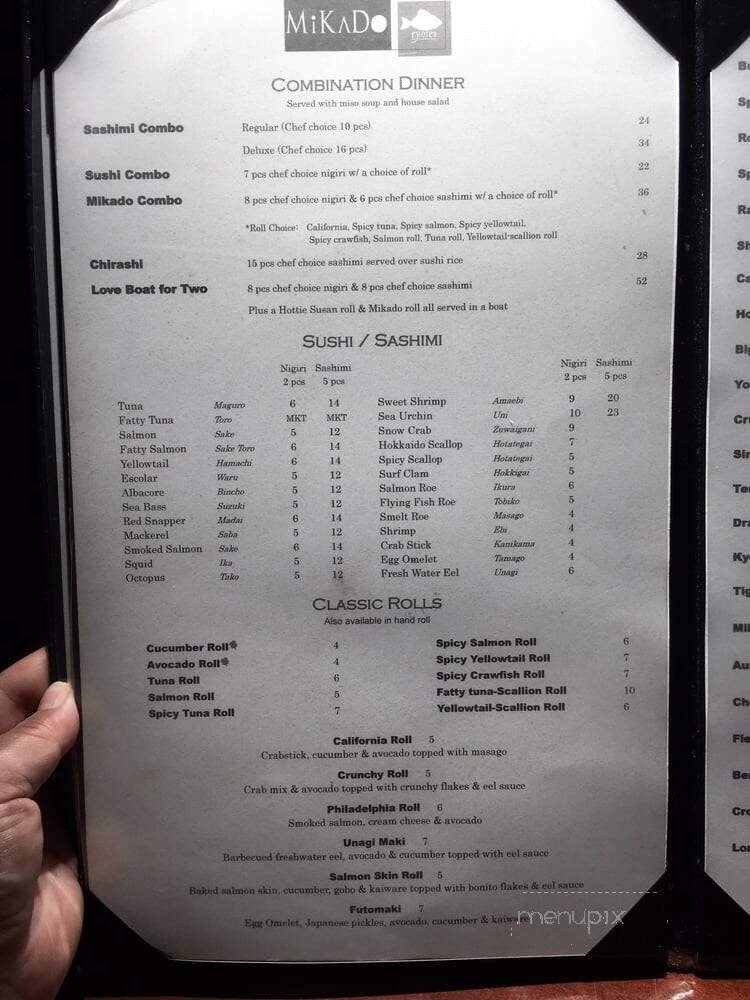 MiKADo
ryotei
COMBINATION DINNER
Served with miso soup and house salad
Sashimi Combo Regular (Chef choice 10 pcs) 24
Deluxe (Chef choice 16 pcs) 34
Sushi Combo 7 pcs chef choice nigiri w/ a choice of roll* 22
Mikado Combo 8 pcs chef choice nigiri & 6 pcs chef choice sashimi w/ a choice of roll* 36
*Roll Choice: California, Spicy tuna, Spicy salmon, Spicy yellowtail,
Spicy crawfish, Salmon roll, Tuna roll, Yellowtail-scallion roll
Chirashi 15 pcs chef choice sashimi served over sushi rice 28
Love Boat for Two 8 pcs chef choice nigiri & 8 pcs chef choice sashimi 52
Plus a Hottie Susan roll & Mikado roll all served in a boat
SUSHI / SASHIMI
Nigiri Sashimi
2 pcs 5 pcs
Tuna Maguro 6 14
Fatty Tuna Toro MKT MKT
Salmon Sake 5 12
Fatty Salmon Sake Toro 6 14
Yellowtail Hamachi 6 14
Escolar Waru 5 12
Albacore Bincho 5 12
Sea Bass Suzuki 5 12
Red Snapper Madai 6 14
Mackerel Saba 5 12
Smoked Salmon Sake 6 14
Squid Ika 5 12
Octopus Tako 5 12
Nigiri Sashimi
2 pcs 5 pcs
Sweet Shrimp Amaebi 9 20
Sea Urchin Uni 10 23
Snow Crab Zuwaigani 9
Hokkaido Scallop Hotategai 7
Spicy Scallop Hotategai 5
Surf Clam Hokkigai 5
Salmon Roe Ikura 6
Flying Fish Roe Tobiko 5
Smelt Roe Masago 4
Shrimp Ebi 4
Crab Stick Kanikama 4
Egg Omelet Tamago 4
Fresh Water Eel Unagi 6
CLASSIC ROLLS
Also available in hand roll
Cucumber Roll 4
Avocado Roll 4
Tuna Roll 6
Salmon Roll 5
Spicy Tuna Roll 7
Spicy Salmon Roll 6
Spicy Yellowtail Roll 7
Spicy Crawfish Roll 7
Fatty tuna-Scallion Roll 10
Yellowtail-Scallion Roll 6
California Roll 5
Crabstick, cucumber & avocado topped with masago
Crunchy Roll 5
Crab mix & avocado topped with crunchy flakes & eel sauce
Philadelphia Roll 6
Smoked salmon, cream cheese & avocado
Unagi Maki 7
Barbecued freshwater eel, avocado & cucumber topped with eel sauce
Salmon Skin Roll 5
Baked salmon skin, cucumber, gobo & kaiware topped with bonito flakes & eel sauce
Futomaki 7
Egg Omelet, Japanese pickles, avocado, cucumber & kaiware
menupix